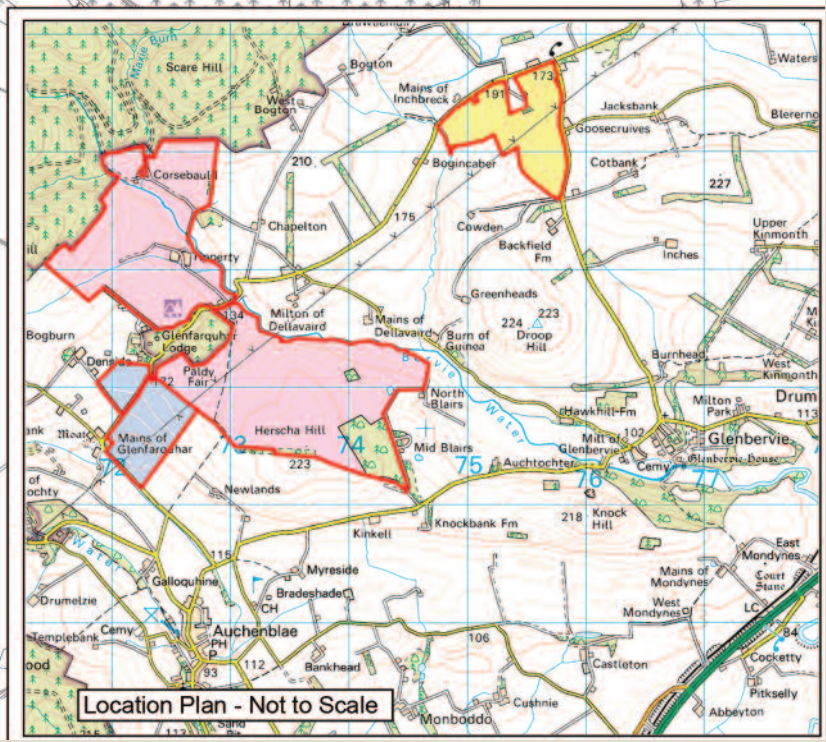 Scare Hill
Maxie Burn
Bogton
West Bogton
Mains of
Inchbreck
191
173
Waters
Jacksbank
Goosecruives
Cotbank
227
Corsebauld
210
Bogincaber
175
Chapelton
Cowden
Backfield
Fm
Inches
Upper
Kinmonth
Greenheads
134
Milton of
Dellavaird
Mains of
Dellavaird
Burn of
Guinea
224
223
Droop
Hill
Bogburn
Glenfarquhar
Lodge
Denside
Paldy
Fair
Bervie
Water
Burnhead
West
Kinmonth
North
Blairs
Hawkhill-Fm
Milton
Park
Drum
113
Moat
Mains of
Glenfarquhar
72
73
Herscha Hill
74
223
Mid Blairs
75
Auchtochter
Mill of
Glenbervie
102
Glenbervie
Glenbervie House
Cemy
76
77
Newlands
218
Knock
Hill
Kinkell
Knockbank Fm
East
Mondynes
Mains of
Mondynes
Court
Stane
West
Mondynes
LC
84
Water
115
Galloquhine
Myreside
Bradeshade
CH
Drumelzie
Templebank
Cemy
Auchenblae
PH
P
93
112
106
Bankhead
Castleton
Cocketty
Pitskelly
Abbeyton
Cushnie
Monboddo
Location Plan - Not to Scale